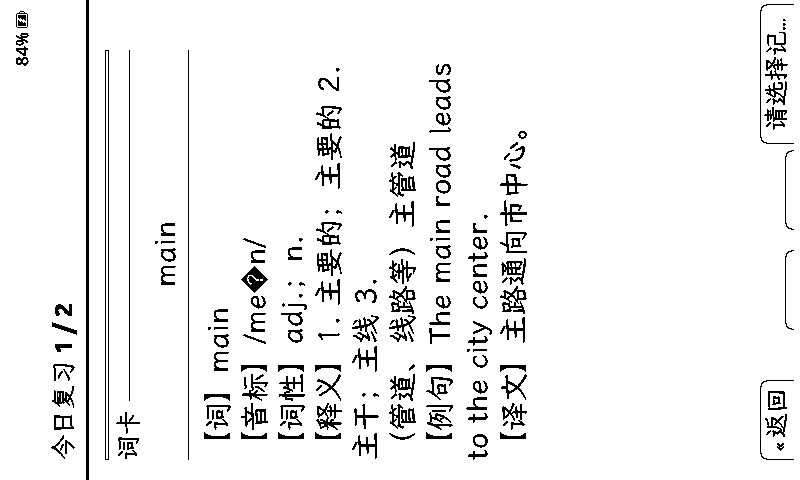 84%
今日复习 1/2
词卡
main
【词】main
【音标】/me�n/
【词性】adj.; n.
【释义】1. 主要的；主要的 2.
主干；主线 3.
（管道、线路等）主管道
【例句】The main road leads
to the city center.
【译文】主路通向市中心。
«返回
请选择记...